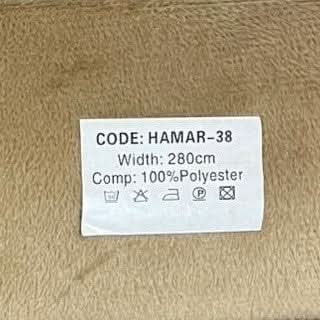 CODE: HAMAR-38
Width: 280cm
Comp: 100%Polyester